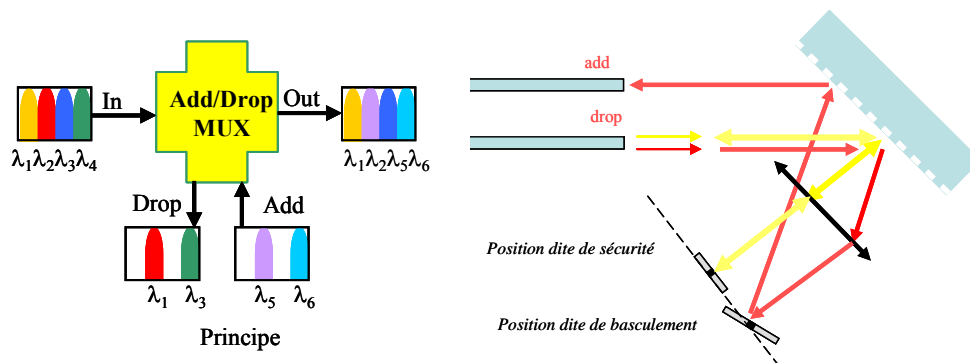 In
Add/Drop
MUX
Out
λ1λ2λ3λ4
λ1λ2λ5λ6
Drop
Add
λ1 λ3
λ5 λ6
Principe
add
drop
Position dite de sécurité
Position dite de basculement